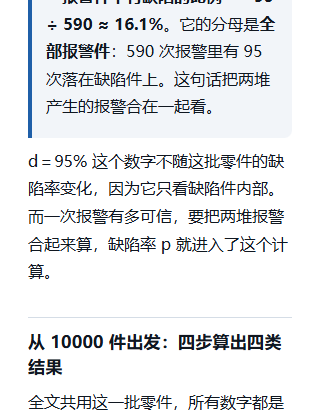 ÷ 590 ≈ 16.1%。它的分母是全
部报警件：590 次报警里有 95
次落在缺陷件上。这句话把两堆
产生的报警合在一起看。
d = 95% 这个数字不随这批零件的缺
陷率变化，因为它只看缺陷件内部。
而一次报警有多可信，要把两堆报警
合起来算，缺陷率 p 就进入了这个计
算。
从 10000 件出发：四步算出四类
结果
全文共用这一批零件，所有数字都是